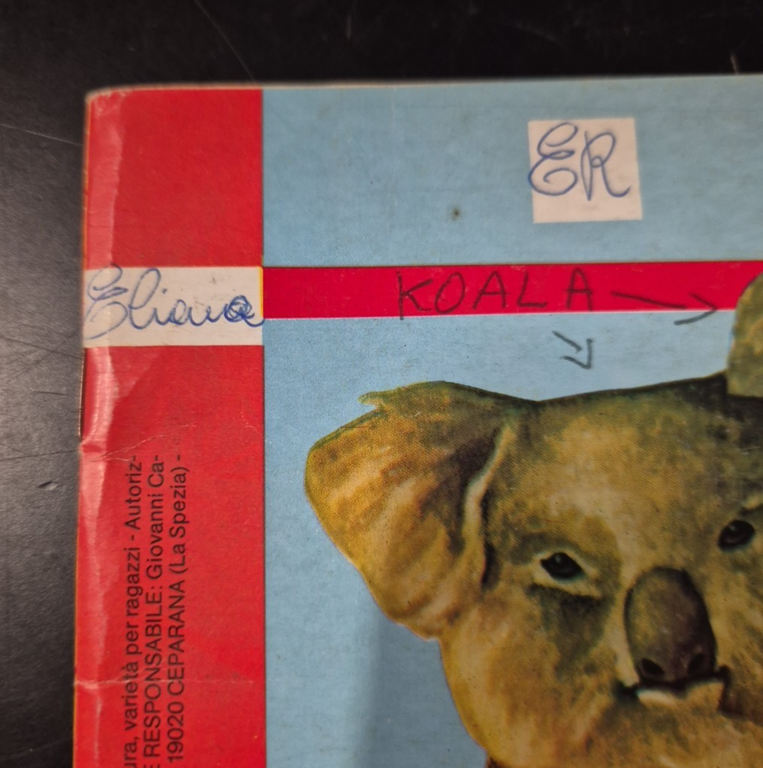 ER
KOALA
Eliana
ura, varietà per ragazzi - Autoriz-
E RESPONSABILE: Giovanni Ca-
19020 CEPARANA (La Spezia) -